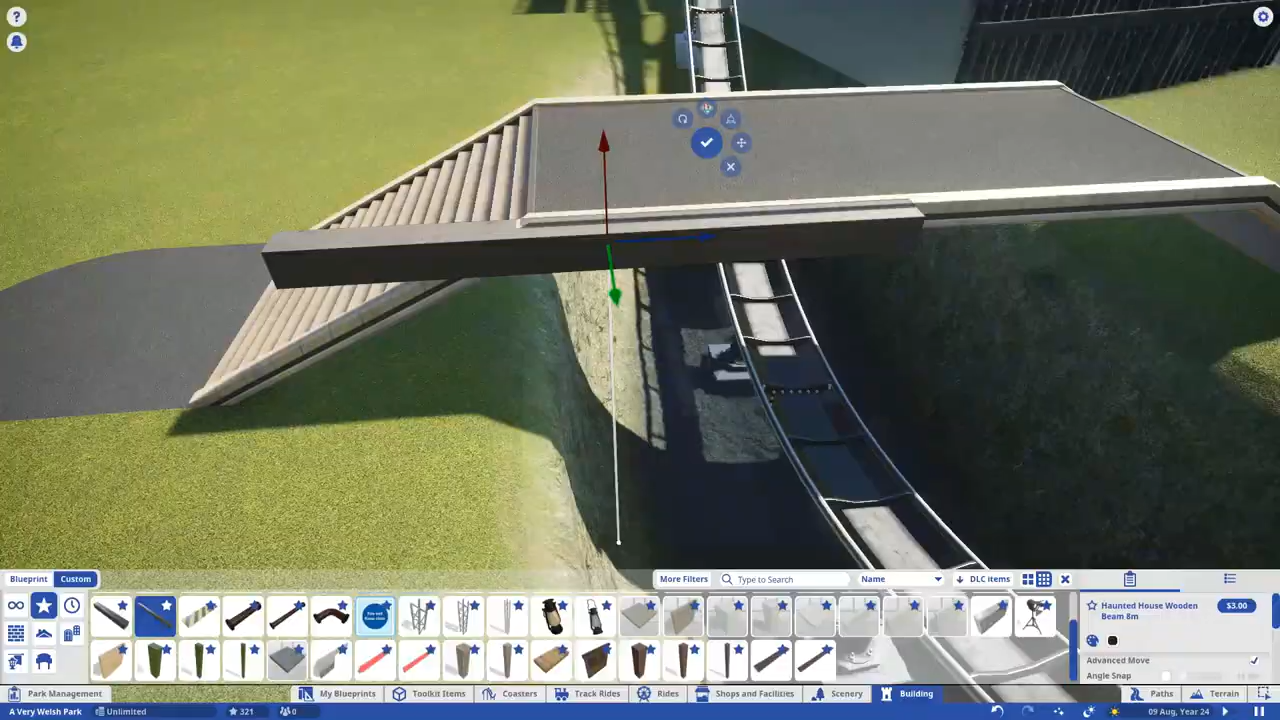 ?
Blueprint Custom More Filters Type to Search Name DLC items
Haunted House Wooden
Beam 8m
$3.00
Advanced Move
Angle Snap
Park Management My Blueprints Toolkit Items Coasters Track Rides Rides Shops and Facilities Scenery Building Paths Terrain
A Very Welsh Park Unlimited 321 0 09 Aug, Year 24